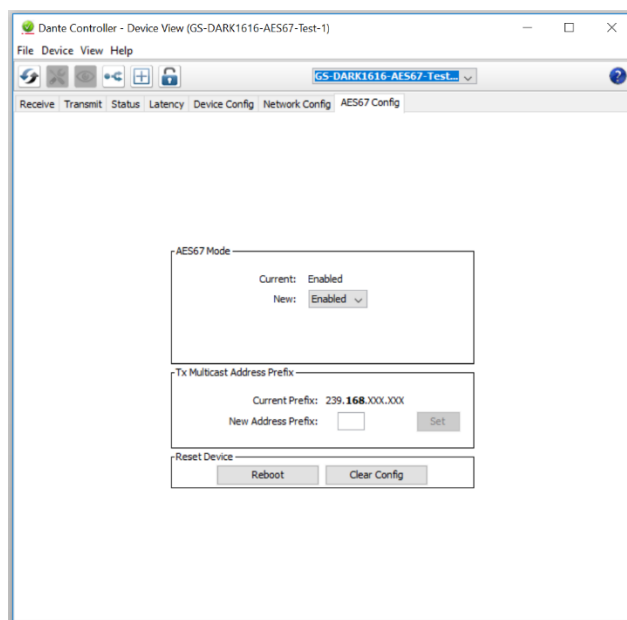 Dante Controller - Device View (GS-DARK1616-AES67-Test-1)
File Device View Help
GS-DARK1616-AES67-Test...
?
Receive Transmit Status Latency Device Config Network Config AES67 Config
AES67 Mode
Current: Enabled
New: Enabled
Tx Multicast Address Prefix
Current Prefix: 239.168.XXX.XXX
New Address Prefix: Set
Reset Device
Reboot Clear Config